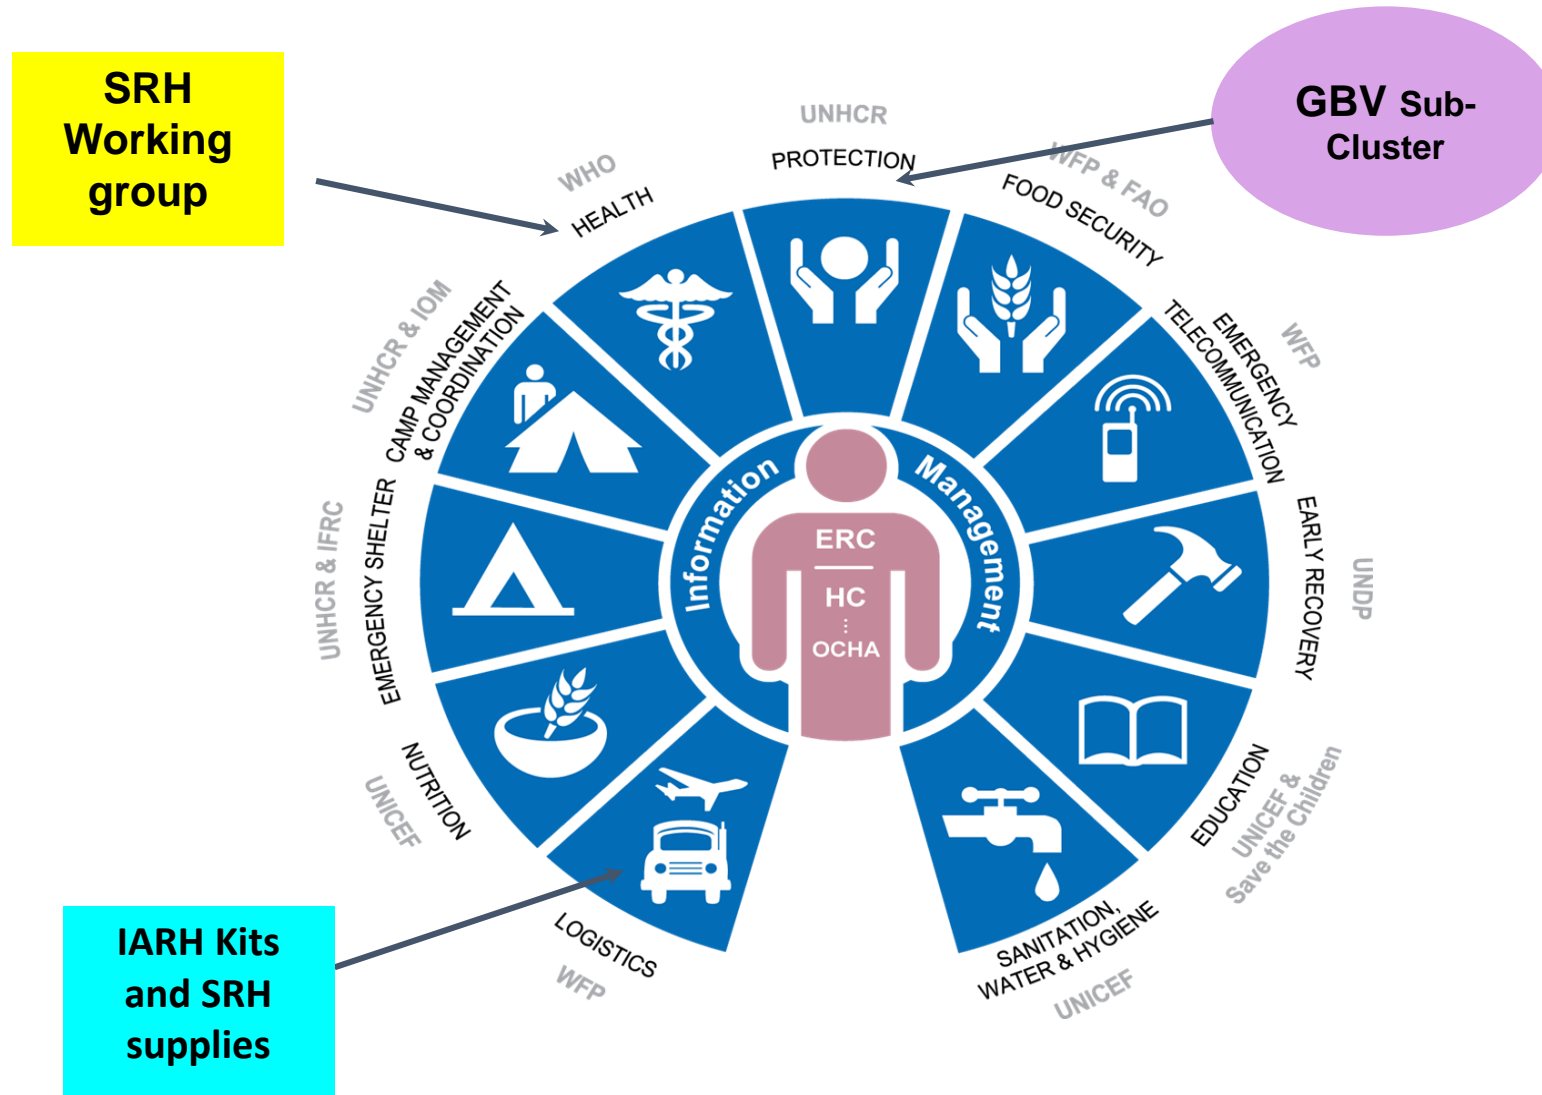 SRH
Working
group
GBV Sub-
Cluster
UNHCR
PROTECTION
WHO
HEALTH
WFP & FAO
FOOD SECURITY
UNHCR & IOM
CAMP MANAGEMENT
& COORDINATION
WFP
EMERGENCY
TELECOMMUNICATION
UNHCR & IFRC
EMERGENCY SHELTER
EARLY RECOVERY
UNDP
Information
Management
ERC
HC
OCHA
NUTRITION
UNICEF
EDUCATION
UNICEF &
Save the Children
LOGISTICS
WFP
SANITATION,
WATER & HYGIENE
UNICEF
IARH Kits
and SRH
supplies